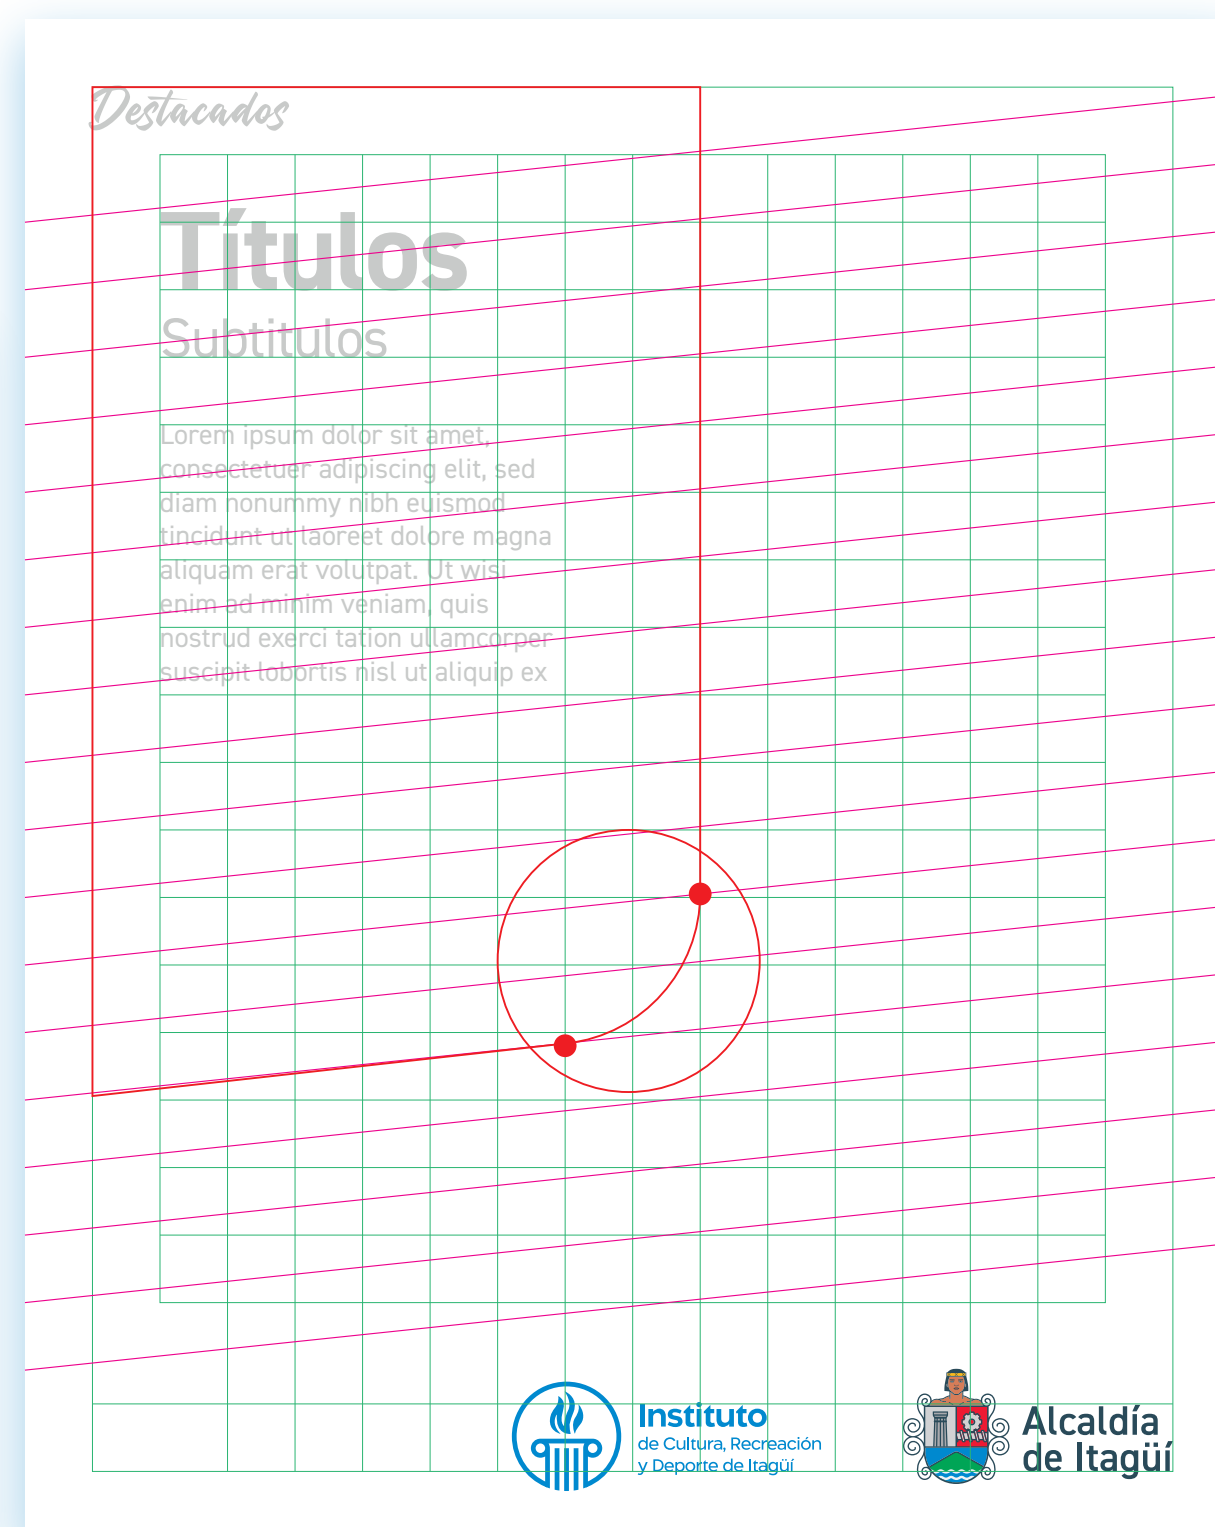 Destacados
Títulos
Subtitulos
Lorem ipsum dolor sit amet,
consectetuer adipiscing elit, sed
diam nonummy nibh euismod
tincidunt ut laoreet dolore magna
aliquam erat volutpat. Ut wisi
enim ad minim veniam, quis
nostrud exerci tation ullamcorper
suscipit lobortis nisl ut aliquip ex
Instituto
de Cultura, Recreación
y Deporte de Itagüí
Alcaldía
de Itagüí